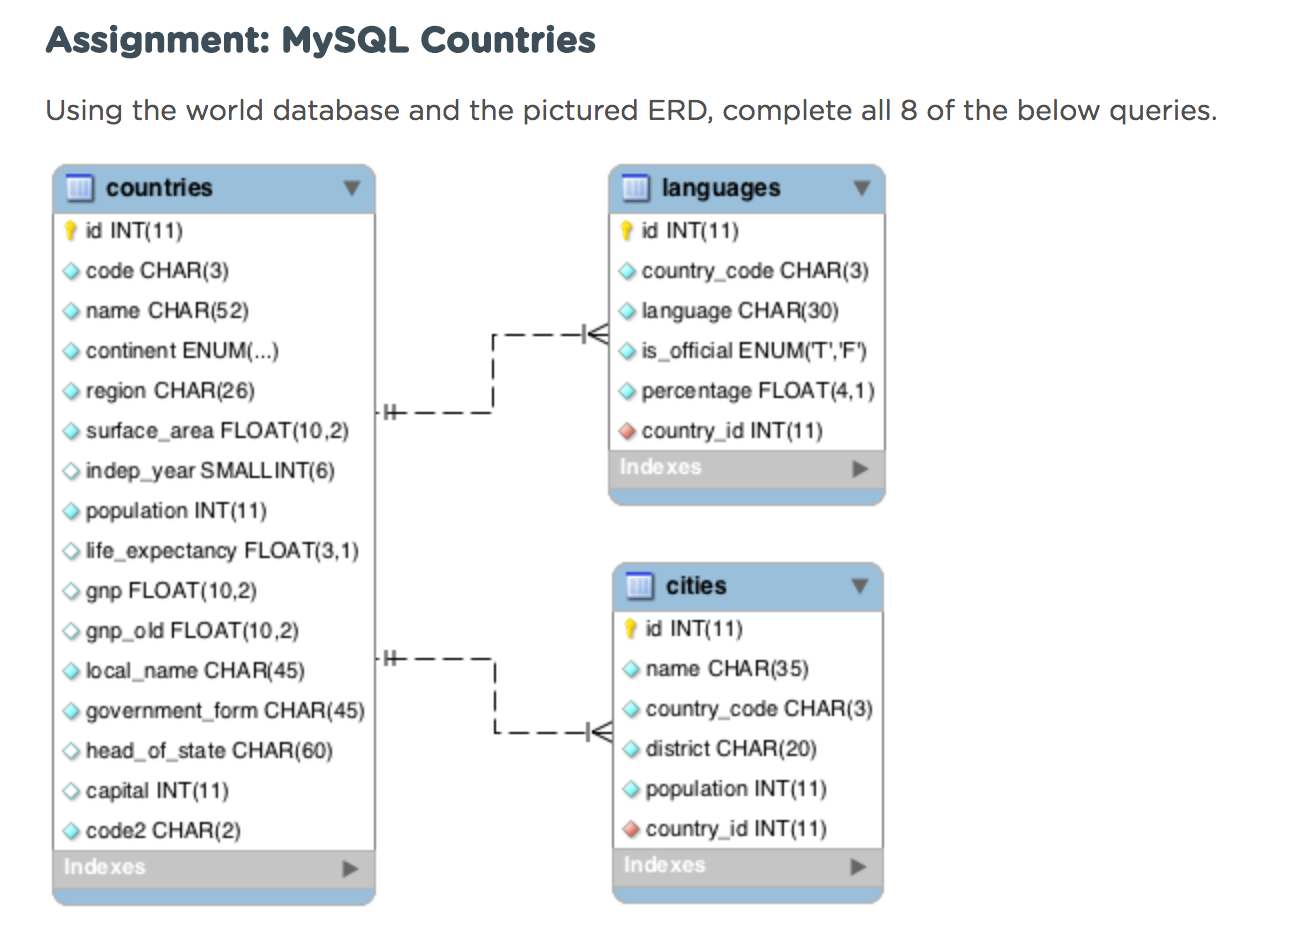 Assignment: MySQL Countries
Using the world database and the pictured ERD, complete all 8 of the below queries.
countries
id INT(11)
code CHAR(3)
name CHAR(52)
continent ENUM(...)
region CHAR(26)
surface_area FLOAT(10,2)
indep_year SMALLINT(6)
population INT(11)
life_expectancy FLOAT(3,1)
gnp FLOAT(10,2)
gnp_old FLOAT(10,2)
local_name CHAR(45)
government_form CHAR(45)
head_of_state CHAR(60)
capital INT(11)
code2 CHAR(2)
Indexes
languages
id INT(11)
country_code CHAR(3)
language CHAR(30)
is_official ENUM('T','F')
percentage FLOAT(4,1)
country_id INT(11)
Indexes
cities
id INT(11)
name CHAR(35)
country_code CHAR(3)
district CHAR(20)
population INT(11)
country_id INT(11)
Indexes